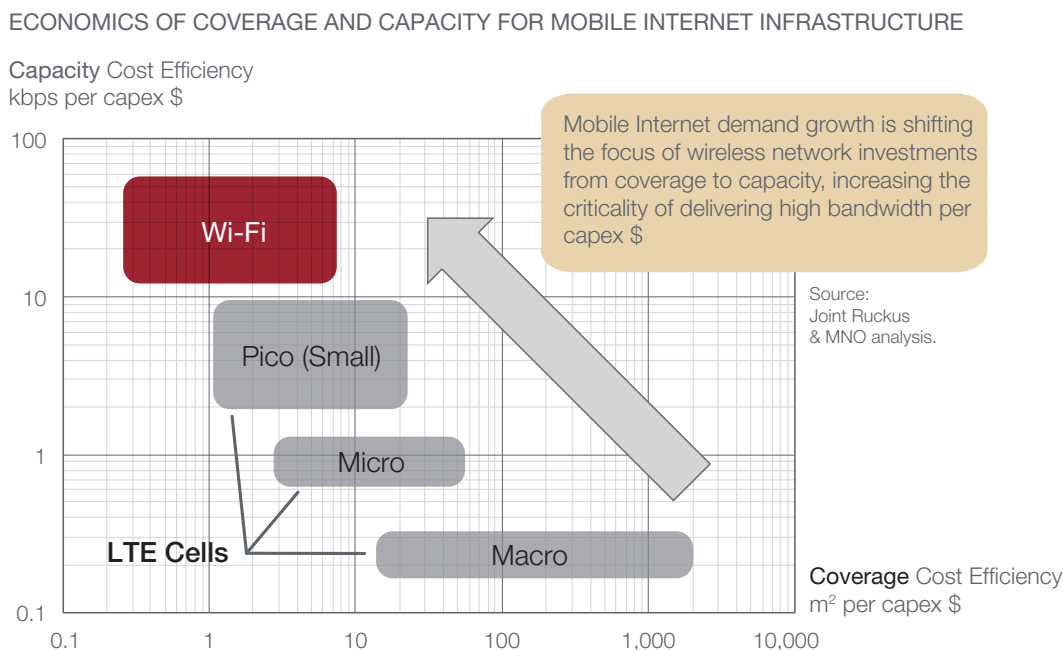 ECONOMICS OF COVERAGE AND CAPACITY FOR MOBILE INTERNET INFRASTRUCTURE
Capacity Cost Efficiency
kbps per capex $
Mobile Internet demand growth is shifting
the focus of wireless network investments
from coverage to capacity, increasing the
criticality of delivering high bandwidth per
capex $
100
Wi-Fi
10
Source:
Joint Ruckus
& MNO analysis.
Pico (Small)
1
Micro
LTE Cells
Macro
Coverage Cost Efficiency
m² per capex $
0.1
0.1 1 10 100 1,000 10,000